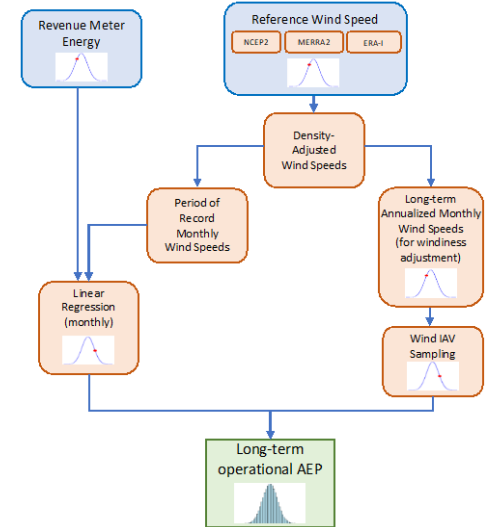 Revenue Meter
Energy
Reference Wind Speed
NCEP2
MERRA2
ERA-I
Density-
Adjusted
Wind Speeds
Period of
Record
Monthly
Wind Speeds
Long-term
Annualized Monthly
Wind Speeds
(for windiness
adjustment)
Linear
Regression
(monthly)
Wind IAV
Sampling
Long-term
operational AEP